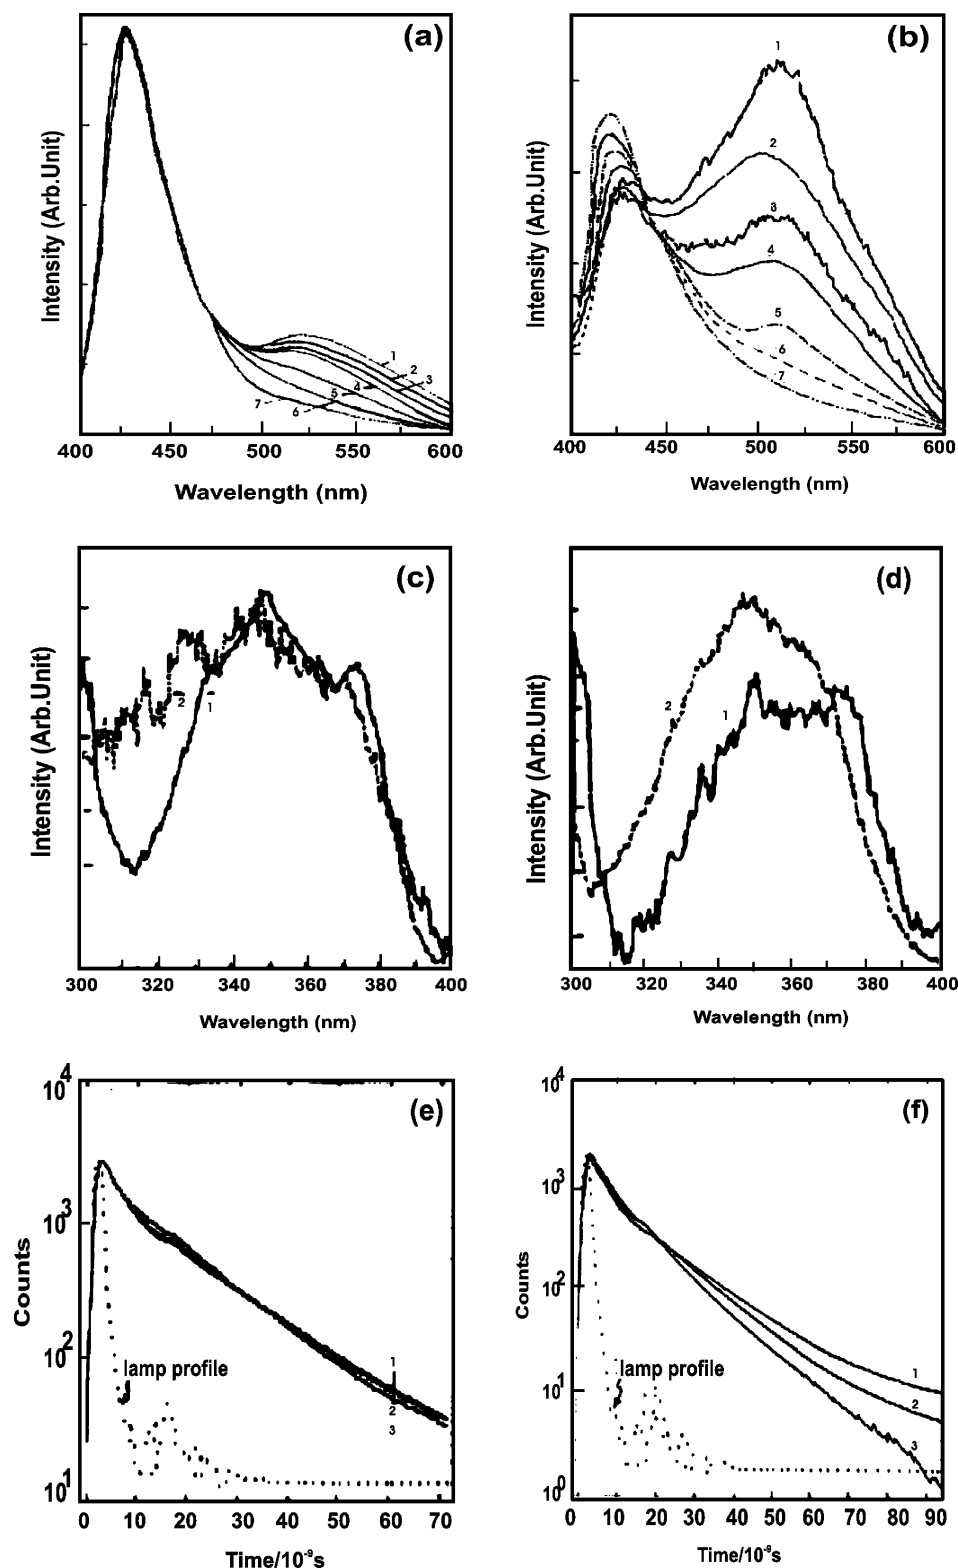 (a)
Intensity (Arb.Unit)
1
2
3
4
5
6
7
400 450 500 550 600
Wavelength (nm)
(b)
Intensity (Arb.Unit)
1
2
3
4
5
6
7
400 450 500 550 600
Wavelength (nm)
(c)
Intensity (Arb.Unit)
2 1
300 320 340 360 380 400
Wavelength (nm)
(d)
Intensity (Arb.Unit)
2 1
300 320 340 360 380 400
Wavelength (nm)
(e)
10^4
10^3
10^2
10^1
Counts
lamp profile
1
2
3
0 10 20 30 40 50 60 70
Time/10^-9s
(f)
10^4
10^3
10^2
10^1
10^0
Counts
lamp profile
1
2
3
0 10 20 30 40 50 60 70 80 90
Time/10^-9s